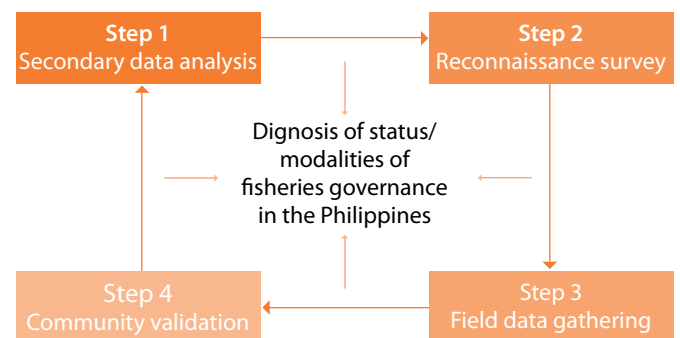 Step 1
Secondary data analysis
Step 2
Reconnaissance survey
Dignosis of status/
modalities of
fisheries governance
in the Philippines
Step 4
Community validation
Step 3
Field data gathering